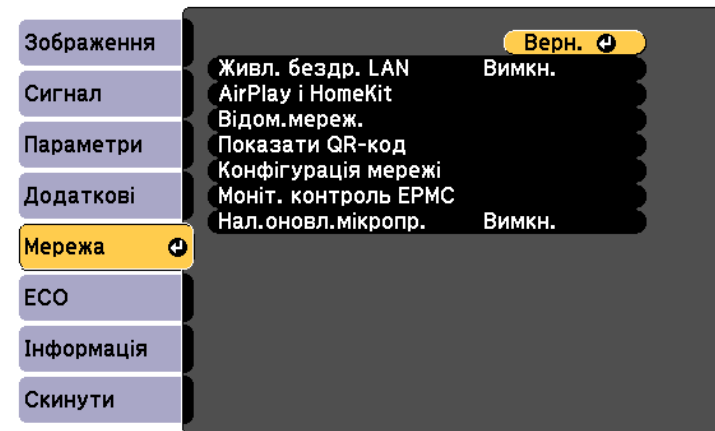 Зображення
Сигнал
Параметри
Додаткові
Мережа
ECO
Інформація
Скинути
Верн.
Живл. бездр. LAN Вимкн.
AirPlay і HomeKit
Відом.мереж.
Показати QR-код
Конфігурація мережі
Моніт. контроль EPMC
Нал.оновл.мікропр. Вимкн.